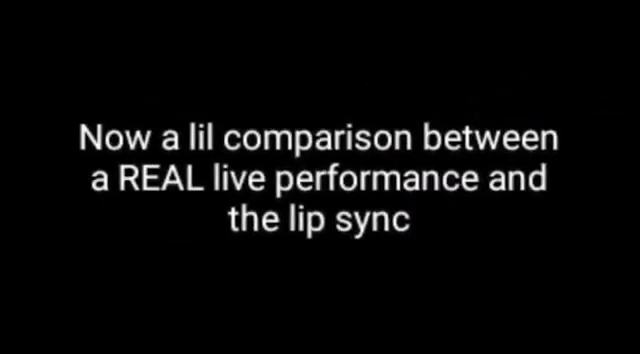 Now a lil comparison between
a REAL live performance and
the lip sync